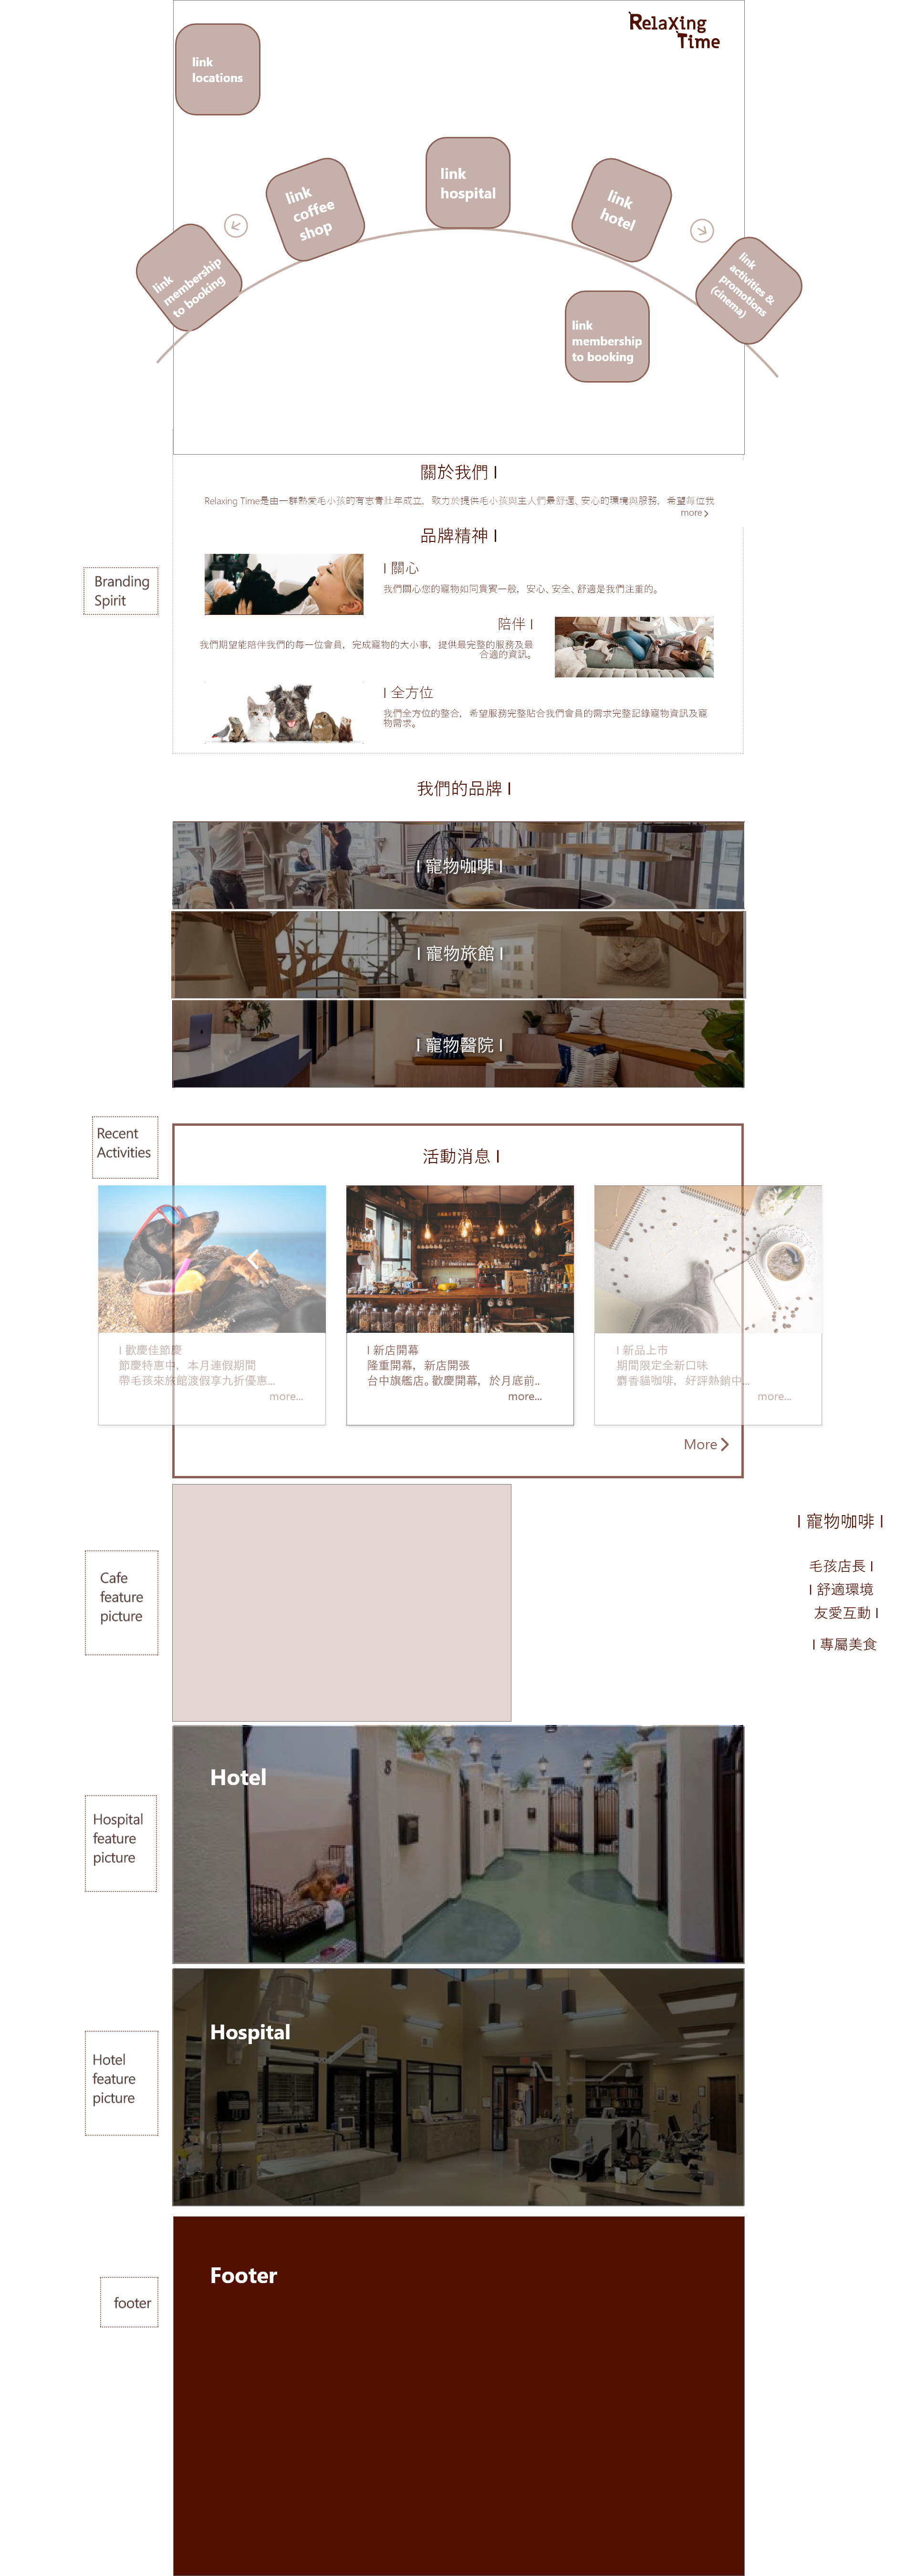 Relaxing
Time
link
locations
link
hospital
link
coffee
shop
link
hotel
link
membership
to booking
link
activities &
promotions
(cinema)
link
membership
to booking
關於我們 I
Relaxing Time是由一群熱愛毛小孩的有志青壯年成立，致力於提供毛小孩與主人們最舒適、安心的環境與服務，希望每位我
more
品牌精神 I
Branding
Spirit
I 關心
我們關心您的寵物如同貴賓一般，安心、安全、舒適是我們注重的。
陪伴 I
我們期望能陪伴我們的每一位會員，完成寵物的大小事，提供最完整的服務及最
合適的資訊。
I 全方位
我們全方位的整合，希望服務完整貼合我們會員的需求完整記錄寵物資訊及寵
物需求。
我們的品牌 I
I 寵物咖啡 I
I 寵物旅館 I
I 寵物醫院 I
Recent
Activities
活動消息 I
I 歡慶佳節慶
節慶特惠中，本月連假期間
帶毛孩來旅館渡假享九折優惠...
more...
I 新店開幕
隆重開幕，新店開張
台中旗艦店。歡慶開幕，於月底前..
more...
I 新品上市
期間限定全新口味
麝香貓咖啡，好評熱銷中...
more...
More
I 寵物咖啡 I
毛孩店長 I
I 舒適環境
友愛互動 I
I 專屬美食
Cafe
feature
picture
Hotel
Hospital
feature
picture
Hospital
Hotel
feature
picture
Footer
footer